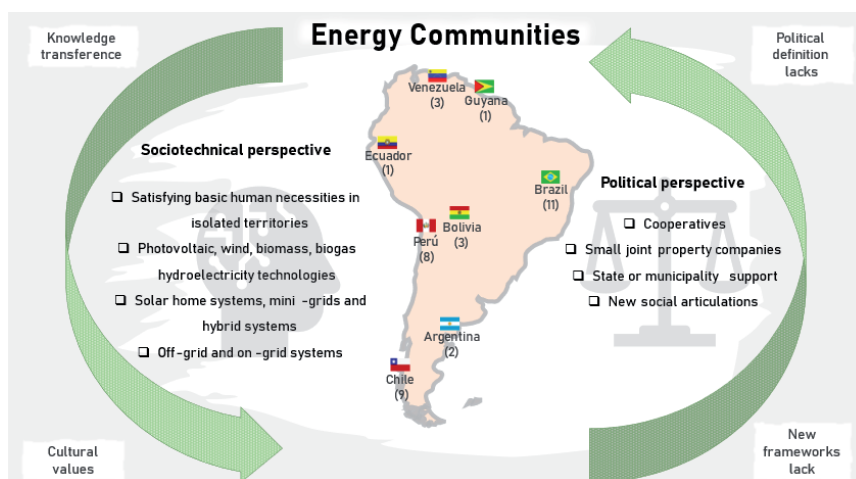 Energy Communities
Knowledge
transference
Political
definition
lacks
Venezuela
(3)
Guyana
(1)
Ecuador
(1)
Brazil
(11)
Bolivia
(3)
Perú
(8)
Argentina
(2)
Chile
(9)
Sociotechnical perspective
Satisfying basic human necessities in
isolated territories
Photovoltaic, wind, biomass, biogas
hydroelectricity technologies
Solar home systems, mini -grids and
hybrid systems
Off-grid and on -grid systems
Political perspective
Cooperatives
Small joint property companies
State or municipality support
New social articulations
Cultural
values
New
frameworks
lack